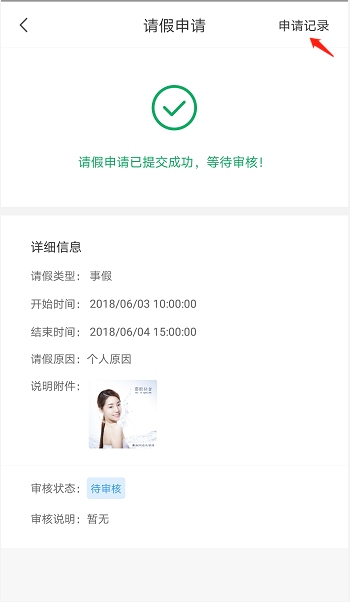 请假申请
申请记录
请假申请已提交成功，等待审核！
详细信息
请假类型： 事假
开始时间： 2018/06/03 10:00:00
结束时间： 2018/06/04 15:00:00
请假原因：个人原因
说明附件：
审核状态： 待审核
审核说明：暂无